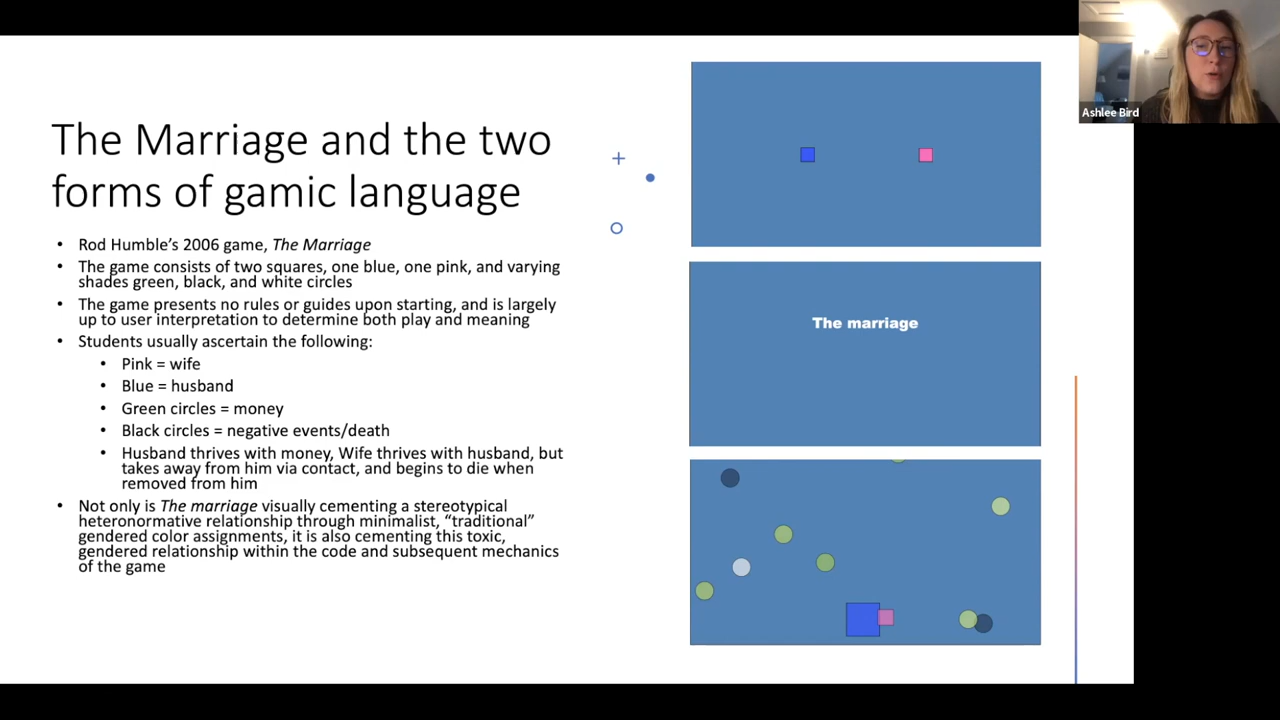 The Marriage and the two
forms of gamic language
• Rod Humble's 2006 game, The Marriage
• The game consists of two squares, one blue, one pink, and varying
shades green, black, and white circles
• The game presents no rules or guides upon starting, and is largely
up to user interpretation to determine both play and meaning
• Students usually ascertain the following:
• Pink = wife
• Blue = husband
• Green circles = money
• Black circles = negative events/death
• Husband thrives with money, Wife thrives with husband, but
takes away from him via contact, and begins to die when
removed from him
• Not only is The marriage visually cementing a stereotypical
heteronormative relationship through minimalist, “traditional”
gendered color assignments, it is also cementing this toxic,
gendered relationship within the code and subsequent mechanics
of the game
The marriage
Ashlee Bird